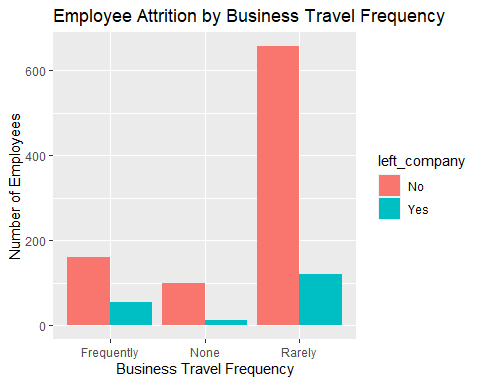 Employee Attrition by Business Travel Frequency
Number of Employees
600
400
200
0
Frequently None Rarely
Business Travel Frequency
left_company
No
Yes